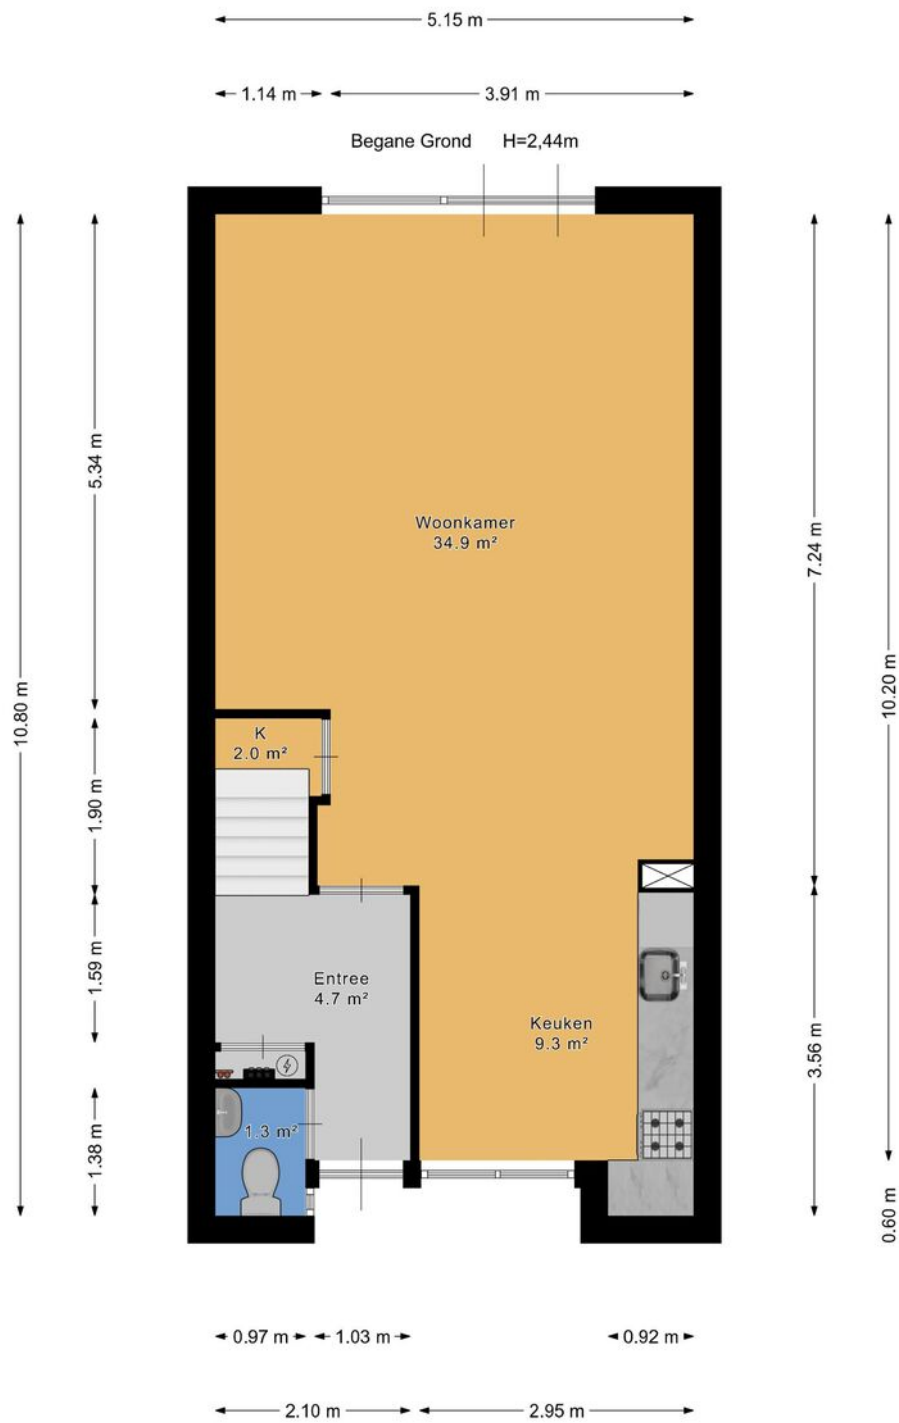 5.15 m
1.14 m
3.91 m
Begane Grond H=2,44m
5.34 m
7.24 m
Woonkamer
34.9 m²
10.80 m
10.20 m
K
2.0 m²
1.90 m
1.59 m
Entree
4.7 m²
Keuken
9.3 m²
3.56 m
1.38 m
1.3 m²
0.60 m
0.97 m
1.03 m
0.92 m
2.10 m
2.95 m